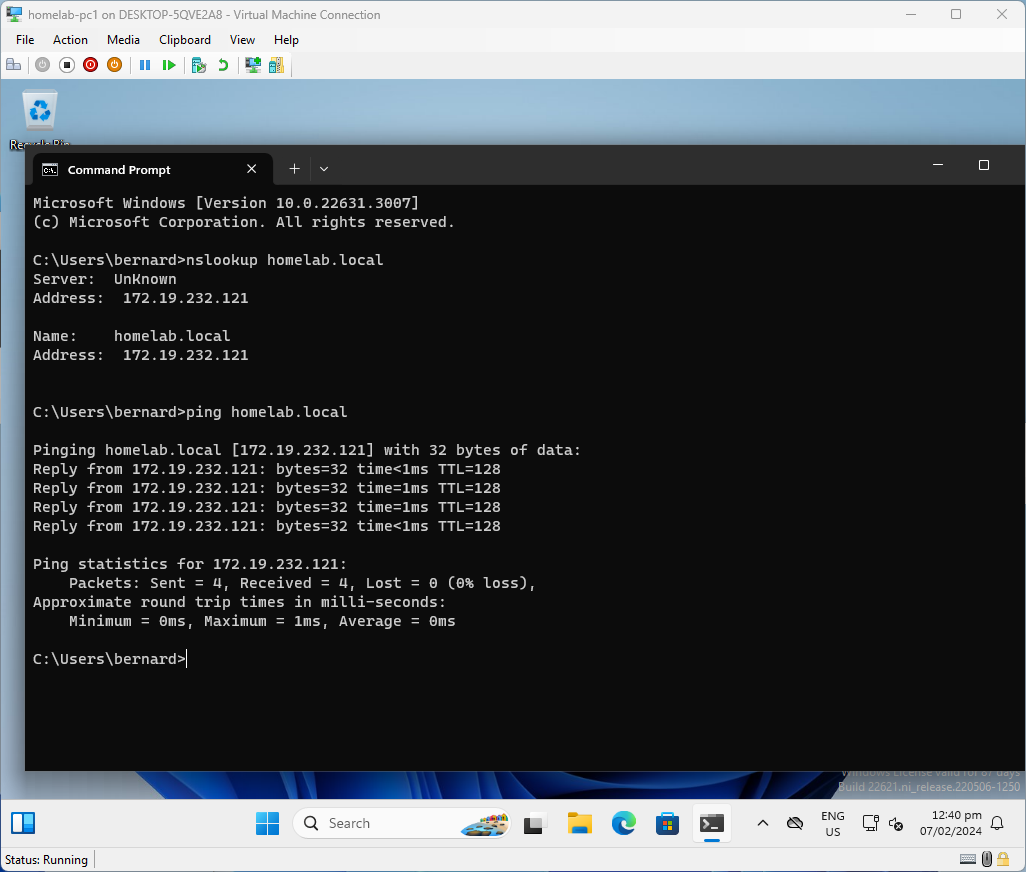 homelab-pc1 on DESKTOP-5QVE2A8 - Virtual Machine Connection
File Action Media Clipboard View Help
Recycle Bin
Command Prompt
Microsoft Windows [Version 10.0.22631.3007]
(c) Microsoft Corporation. All rights reserved.
C:\Users\bernard>nslookup homelab.local
Server:  UnKnown
Address:  172.19.232.121
Name:    homelab.local
Address:  172.19.232.121
C:\Users\bernard>ping homelab.local
Pinging homelab.local [172.19.232.121] with 32 bytes of data:
Reply from 172.19.232.121: bytes=32 time<1ms TTL=128
Reply from 172.19.232.121: bytes=32 time=1ms TTL=128
Reply from 172.19.232.121: bytes=32 time=1ms TTL=128
Reply from 172.19.232.121: bytes=32 time<1ms TTL=128
Ping statistics for 172.19.232.121:
    Packets: Sent = 4, Received = 4, Lost = 0 (0% loss),
Approximate round trip times in milli-seconds:
    Minimum = 0ms, Maximum = 1ms, Average = 0ms
C:\Users\bernard>
Windows License valid for 87 days
Build 22621.ni_release.220506-1250
Search
ENG
US
12:40 pm
07/02/2024
Status: Running